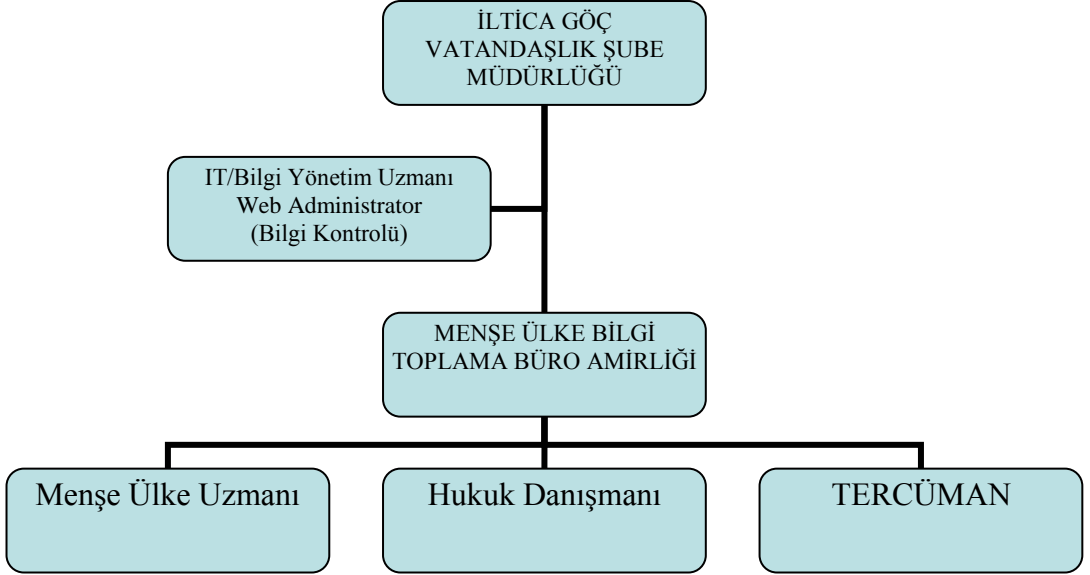 İLTİCA GÖÇ
VATANDAŞLIK ŞUBE
MÜDÜRLÜĞÜ
IT/Bilgi Yönetim Uzmanı
Web Administrator
(Bilgi Kontrolü)
MENŞE ÜLKE BİLGİ
TOPLAMA BÜRO AMİRLİĞİ
Menşe Ülke Uzmanı
Hukuk Danışmanı
TERCÜMAN